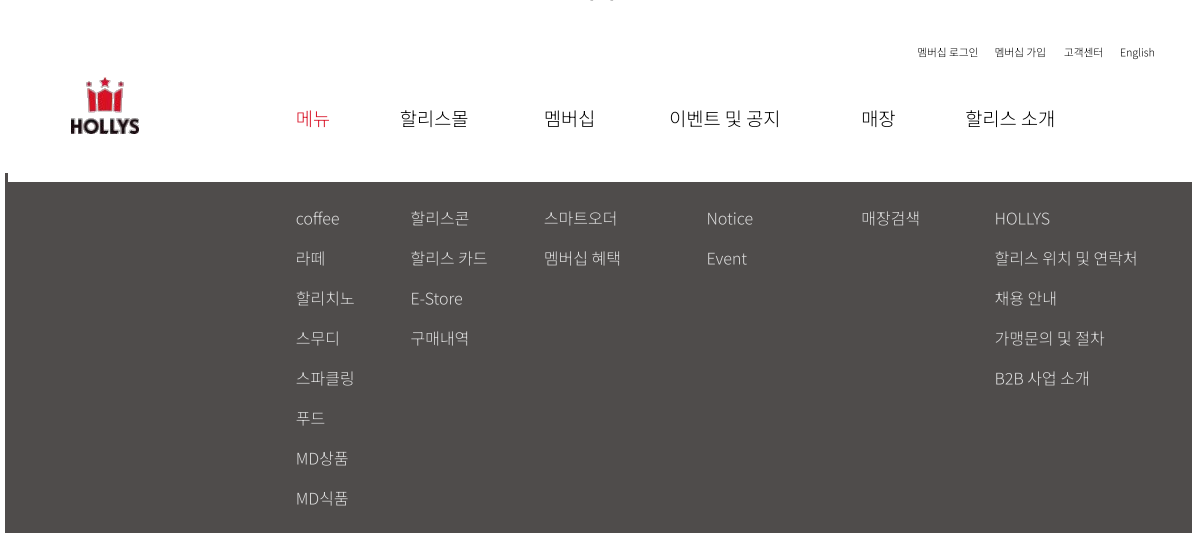 멤버십 로그인 멤버십 가입 고객센터 English
HOLLYS
메뉴 할리스몰 멤버십 이벤트 및 공지 매장 할리스 소개
coffee 할리스콘 스마트오더 Notice 매장검색 HOLLYS
라떼 할리스 카드 멤버십 혜택 Event 할리스 위치 및 연락처
할리치노 E-Store 채용 안내
스무디 구매내역 가맹문의 및 절차
스파클링 B2B 사업 소개
푸드
MD상품
MD식품